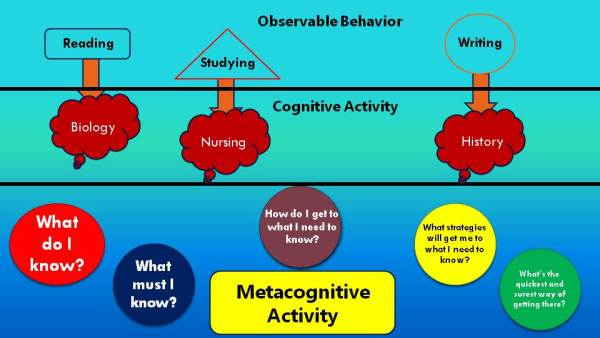 Observable Behavior
Reading
Studying
Writing
Cognitive Activity
Biology
Nursing
History
What
do I
know?
What
must I
know?
How do I get to
what I need to
know?
What strategies
will get me to
what I need to
know?
What's the
quickest and
surest way of
getting there?
Metacognitive
Activity